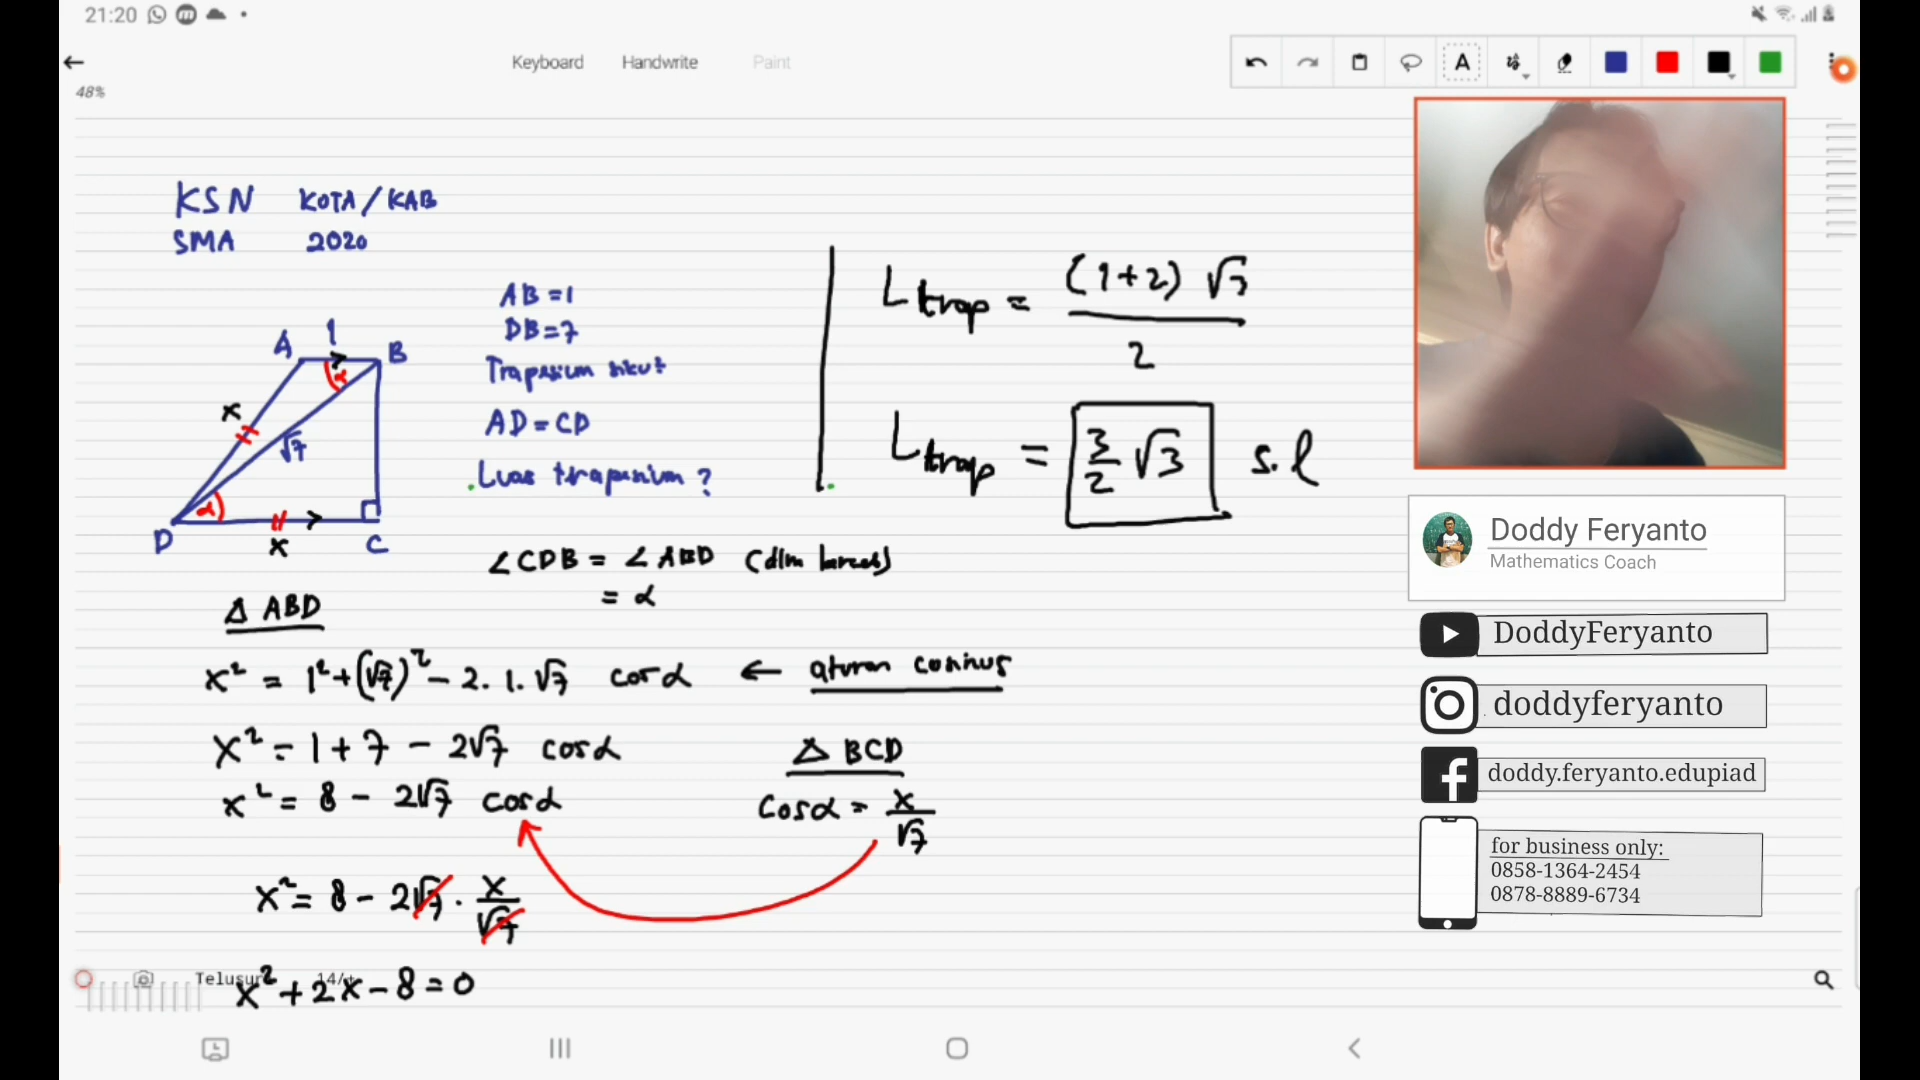 21:20
Keyboard Handwrite Paint
A
48%
KSN KOTA/KAB
SMA 2020
AB = 1
DB = 7
Trapesium siku²
AD = CD
Luas trapesium ?
A 1 B
α
x
√7
α
D x C
∠CDB = ∠ABD (dlm
= α
Δ ABD
x² = 1² + (√7)² - 2. 1. √7 cos α ← aturan cosinus
x² = 1 + 7 - 2√7 cos α
x² = 8 - 2√7 cos α
x² = 8 - 2√7 . x/√7
x² + 2x - 8 = 0
Telusur 14/
Δ BCD
Cos α = x/√7
L trap = (1+2) √3
2
L trap = 3/2 √3 s.l
Doddy Feryanto
Mathematics Coach
DoddyFeryanto
doddyferyanto
doddy.feryanto.edupiad
for business only:
0858-1364-2454
0878-8889-6734